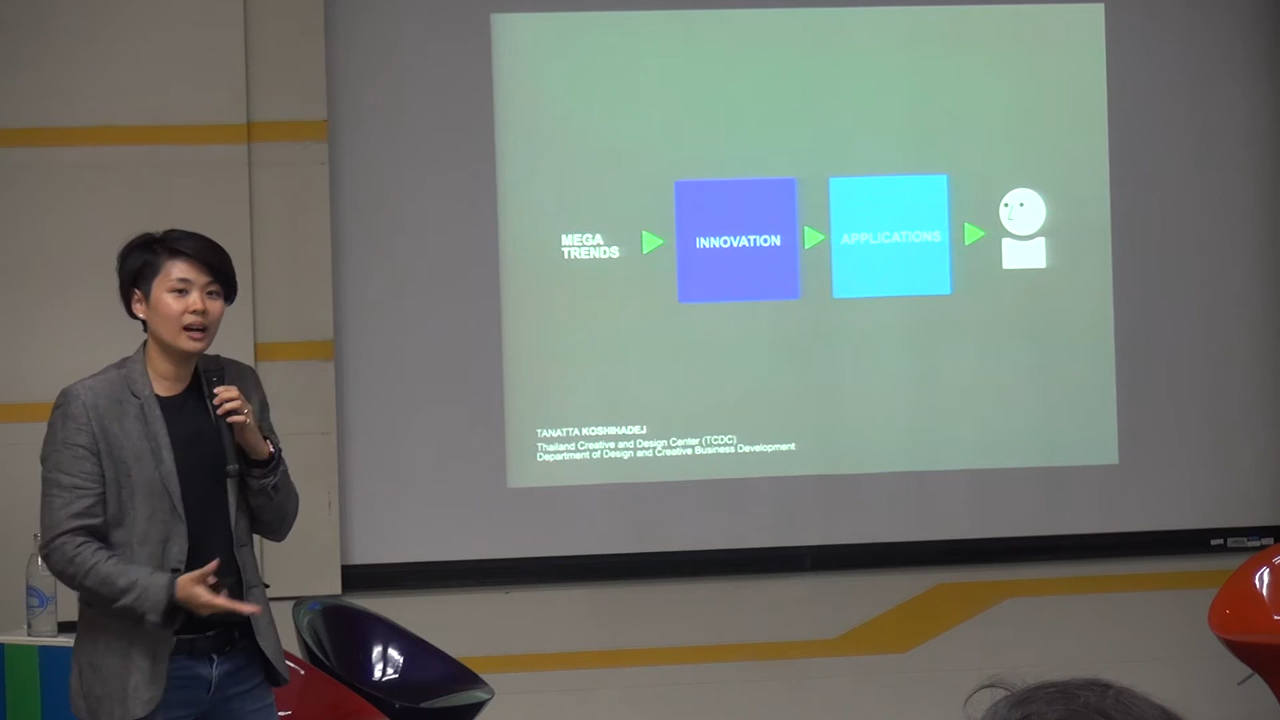 MEGA
TRENDS
INNOVATION
APPLICATIONS
TANATTA KOSHIHADEJ
Thailand Creative and Design Center (TCDC)
Department of Design and Creative Business Development